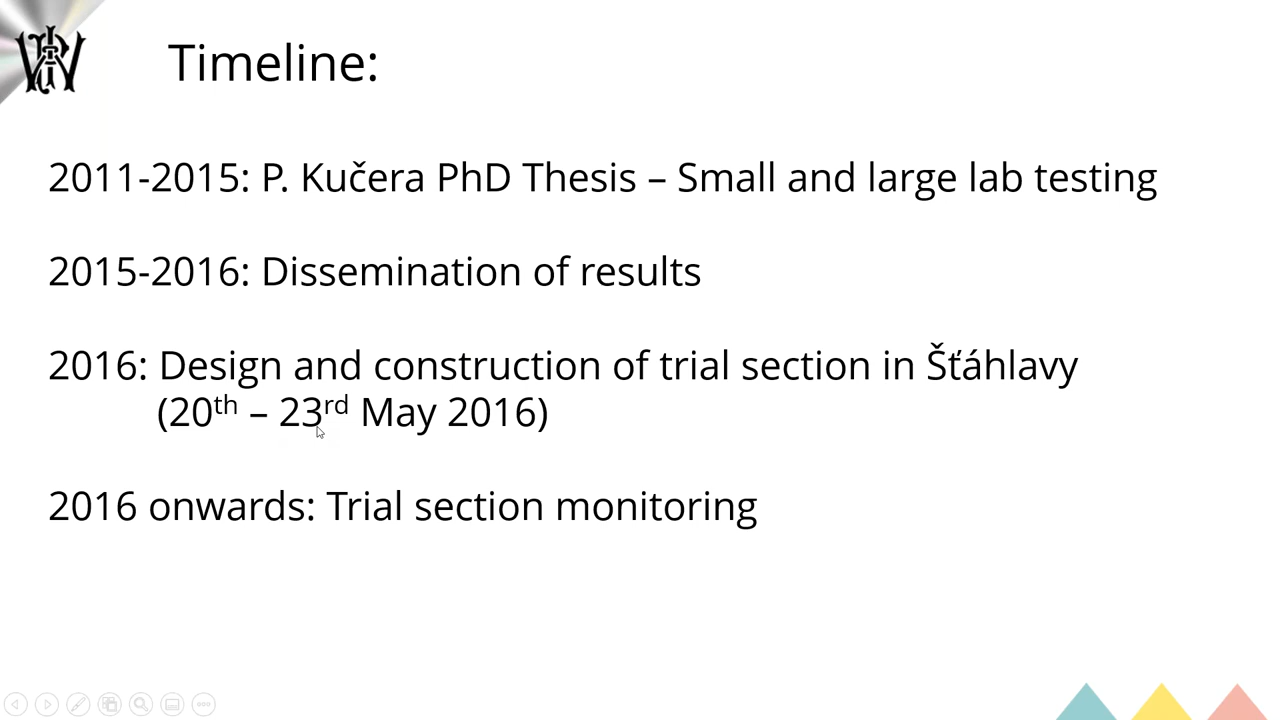 Timeline:
2011-2015: P. Kučera PhD Thesis – Small and large lab testing
2015-2016: Dissemination of results
2016: Design and construction of trial section in Šťáhlavy
(20th – 23rd May 2016)
2016 onwards: Trial section monitoring